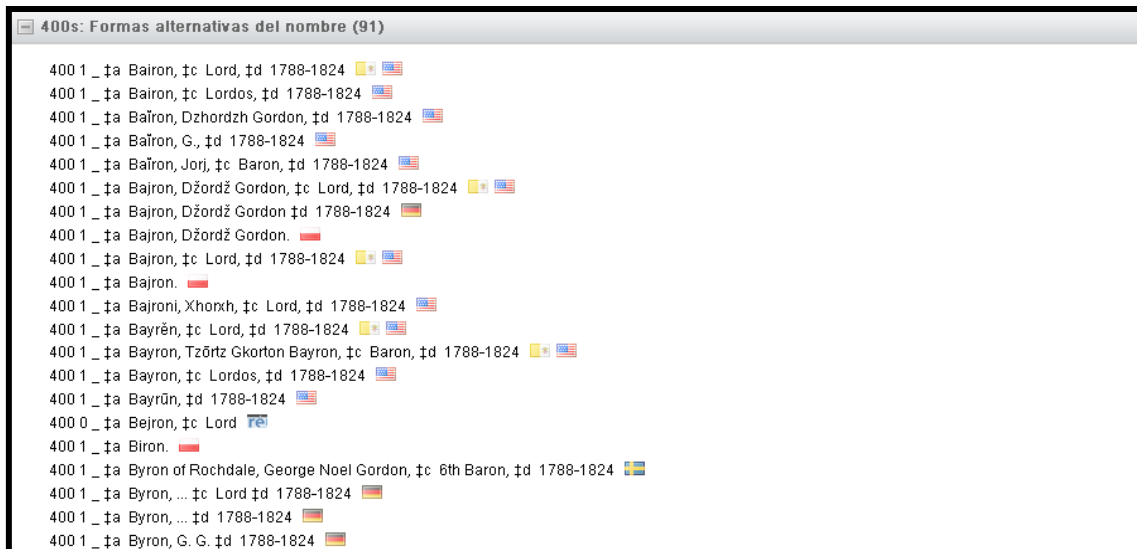 400s: Formas alternativas del nombre (91)
400 1 _ ‡a Bairon, ‡c Lord, ‡d 1788-1824
400 1 _ ‡a Bairon, ‡c Lordos, ‡d 1788-1824
400 1 _ ‡a Baĭron, Dzhordzh Gordon, ‡d 1788-1824
400 1 _ ‡a Baĭron, G., ‡d 1788-1824
400 1 _ ‡a Baĭron, Jorj, ‡c Baron, ‡d 1788-1824
400 1 _ ‡a Bajron, Džordž Gordon, ‡c Lord, ‡d 1788-1824
400 1 _ ‡a Bajron, Džordž Gordon ‡d 1788-1824
400 1 _ ‡a Bajron, Džordž Gordon.
400 1 _ ‡a Bajron, ‡c Lord, ‡d 1788-1824
400 1 _ ‡a Bajron.
400 1 _ ‡a Bajroni, Xhorxh, ‡c Lord, ‡d 1788-1824
400 1 _ ‡a Bayrěn, ‡c Lord, ‡d 1788-1824
400 1 _ ‡a Bayron, Tzōrtz Gkorton Bayron, ‡c Baron, ‡d 1788-1824
400 1 _ ‡a Bayron, ‡c Lordos, ‡d 1788-1824
400 1 _ ‡a Bayrūn, ‡d 1788-1824
400 0 _ ‡a Bejron, ‡c Lord ré
400 1 _ ‡a Biron.
400 1 _ ‡a Byron of Rochdale, George Noel Gordon, ‡c 6th Baron, ‡d 1788-1824
400 1 _ ‡a Byron, ... ‡c Lord ‡d 1788-1824
400 1 _ ‡a Byron, ... ‡d 1788-1824
400 1 _ ‡a Byron, G. G. ‡d 1788-1824